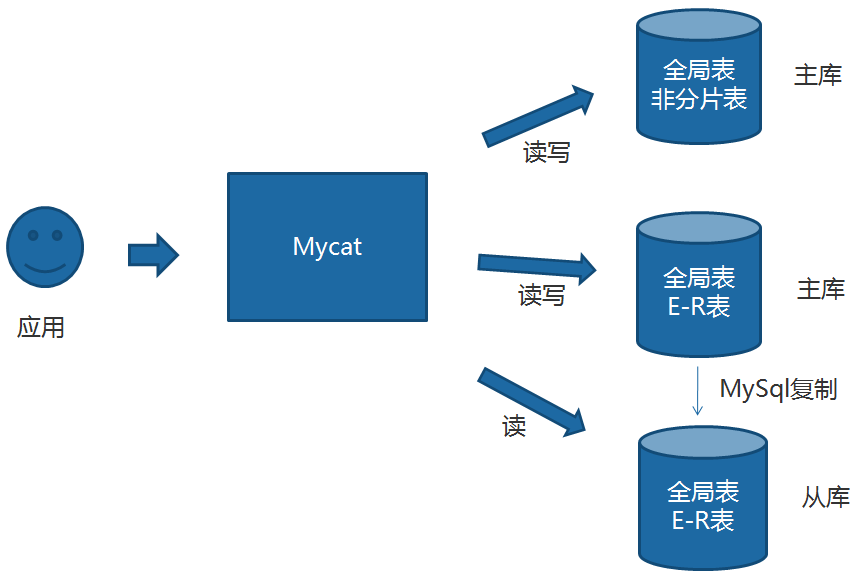 全局表
非分片表
主库
读写
Mycat
应用
读写
全局表
E-R表
主库
MySql复制
读
全局表
E-R表
从库